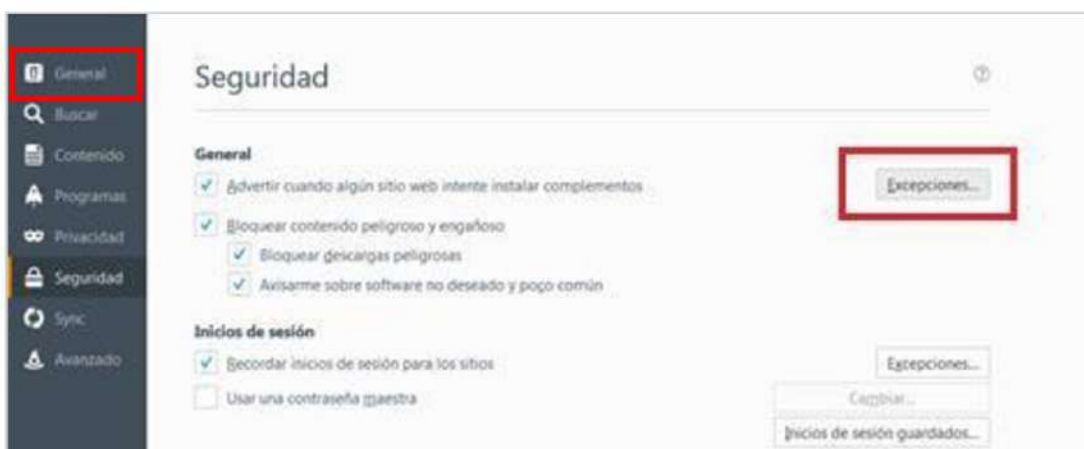 General
Buscar
Contenido
Programas
Privacidad
Seguridad
Sync
Avanzado
Seguridad
?
General
Advertir cuando algún sitio web intente instalar complementos
Excepciones...
Bloquear contenido peligroso y engañoso
Bloquear descargas peligrosas
Avisarme sobre software no deseado y poço común
Inicios de sesión
Recordar inicios de sesión para los sitios
Excepciones...
Usar una contraseña maestra
Cambiar...
Inicios de sesión guardados...